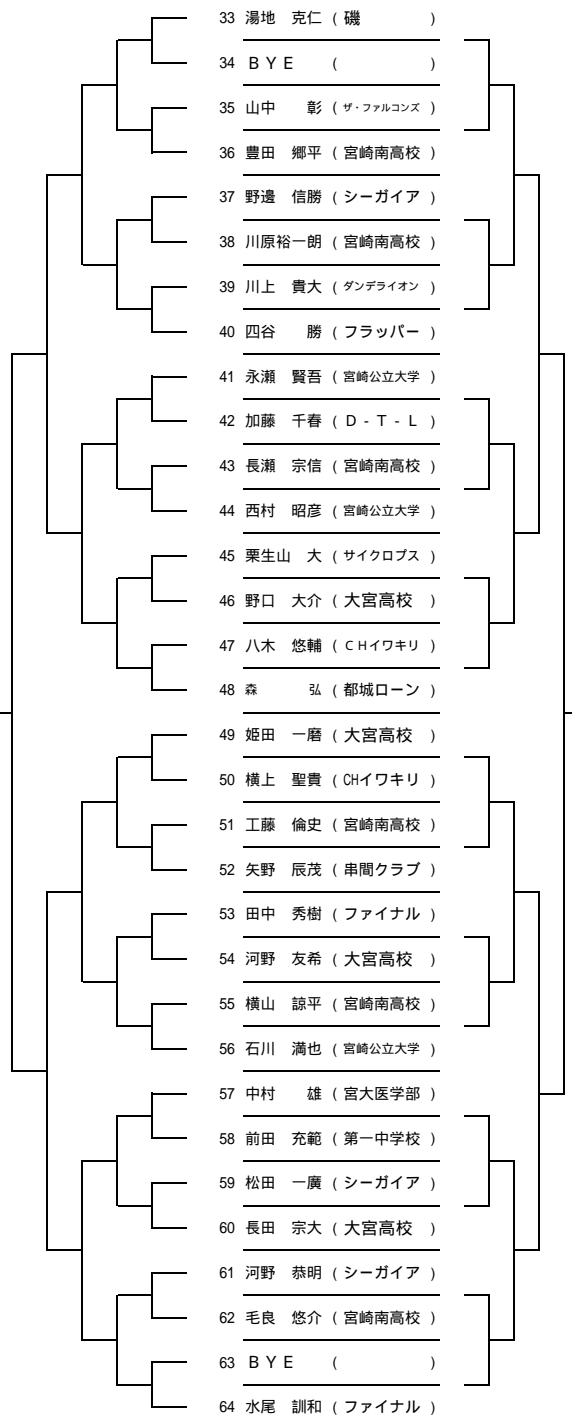 33 湯地　克仁 ( 磯 )
34 ＢＹＥ ( )
35 山中　　彰 ( ザ・ファルコンズ )
36 豊田　郷平 ( 宮崎南高校 )
37 野邊　信勝 ( シーガイア )
38 川原裕一朗 ( 宮崎南高校 )
39 川上　貴大 ( ダンデライオン )
40 四谷　　勝 ( フラッパー )
41 永瀬　賢吾 ( 宮崎公立大学 )
42 加藤　千春 ( Ｄ-Ｔ-Ｌ )
43 長瀬　宗信 ( 宮崎南高校 )
44 西村　昭彦 ( 宮崎公立大学 )
45 栗生山　大 ( サイクロプス )
46 野口　大介 ( 大宮高校 )
47 八木　悠輔 ( ＣＨイワキリ )
48 森　　　弘 ( 都城ローン )
49 姫田　一磨 ( 大宮高校 )
50 横上　聖貴 ( CHイワキリ )
51 工藤　倫史 ( 宮崎南高校 )
52 矢野　辰茂 ( 串間クラブ )
53 田中　秀樹 ( ファイナル )
54 河野　友希 ( 大宮高校 )
55 横山　諒平 ( 宮崎南高校 )
56 石川　満也 ( 宮崎公立大学 )
57 中村　　雄 ( 宮大医学部 )
58 前田　充範 ( 第一中学校 )
59 松田　一廣 ( シーガイア )
60 長田　宗大 ( 大宮高校 )
61 河野　恭明 ( シーガイア )
62 毛良　悠介 ( 宮崎南高校 )
63 ＢＹＥ ( )
64 水尾　訓和 ( ファイナル )